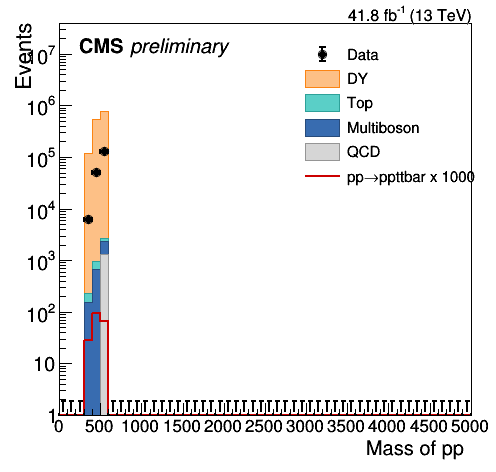 41.8 fb⁻¹ (13 TeV)
Events
CMS preliminary
Data
DY
Top
Multiboson
QCD
pp→ppttbar x 1000
10⁷
10⁶
10⁵
10⁴
10³
10²
10
1
0 500 1000 1500 2000 2500 3000 3500 4000 4500 5000
Mass of pp